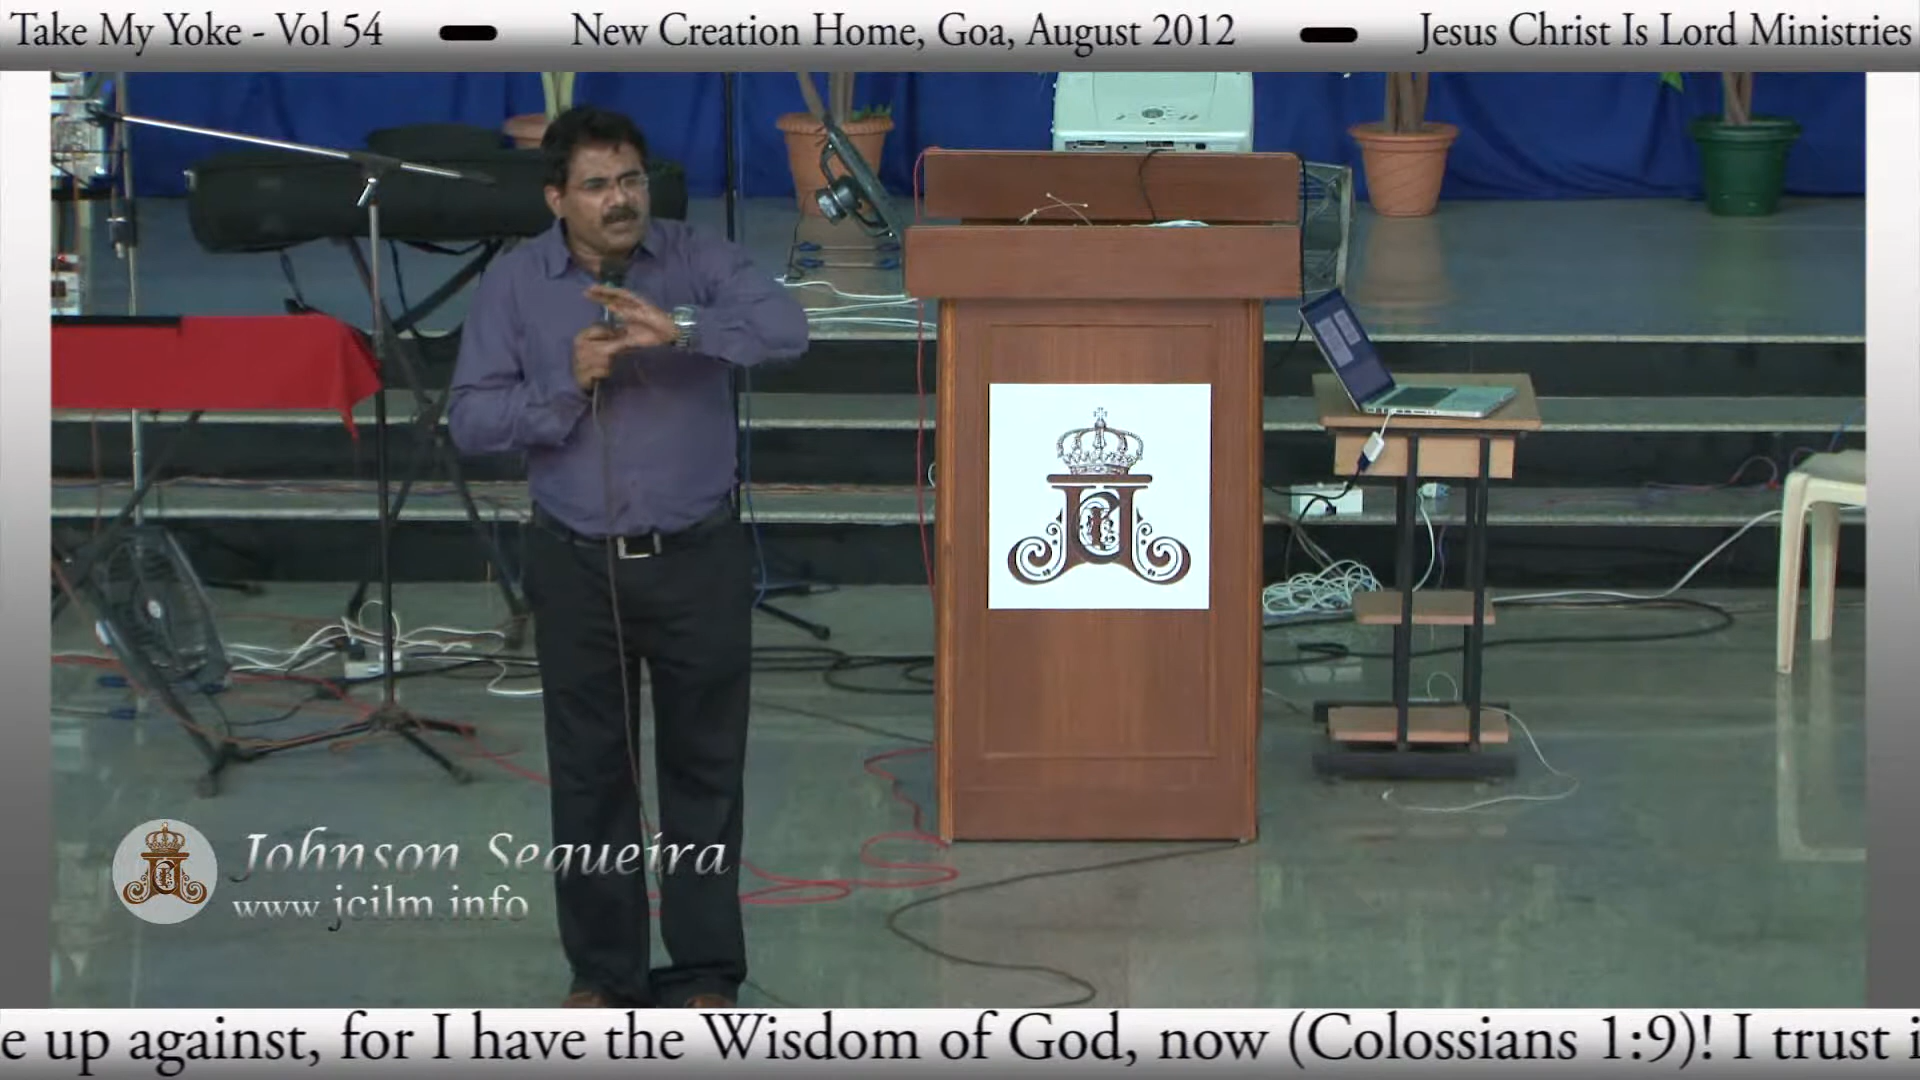 Take My Yoke - Vol 54 — New Creation Home, Goa, August 2012 — Jesus Christ Is Lord Ministries
Johnson Sequeira
www.jcilm.info
e up against, for I have the Wisdom of God, now (Colossians 1:9)! I trust i